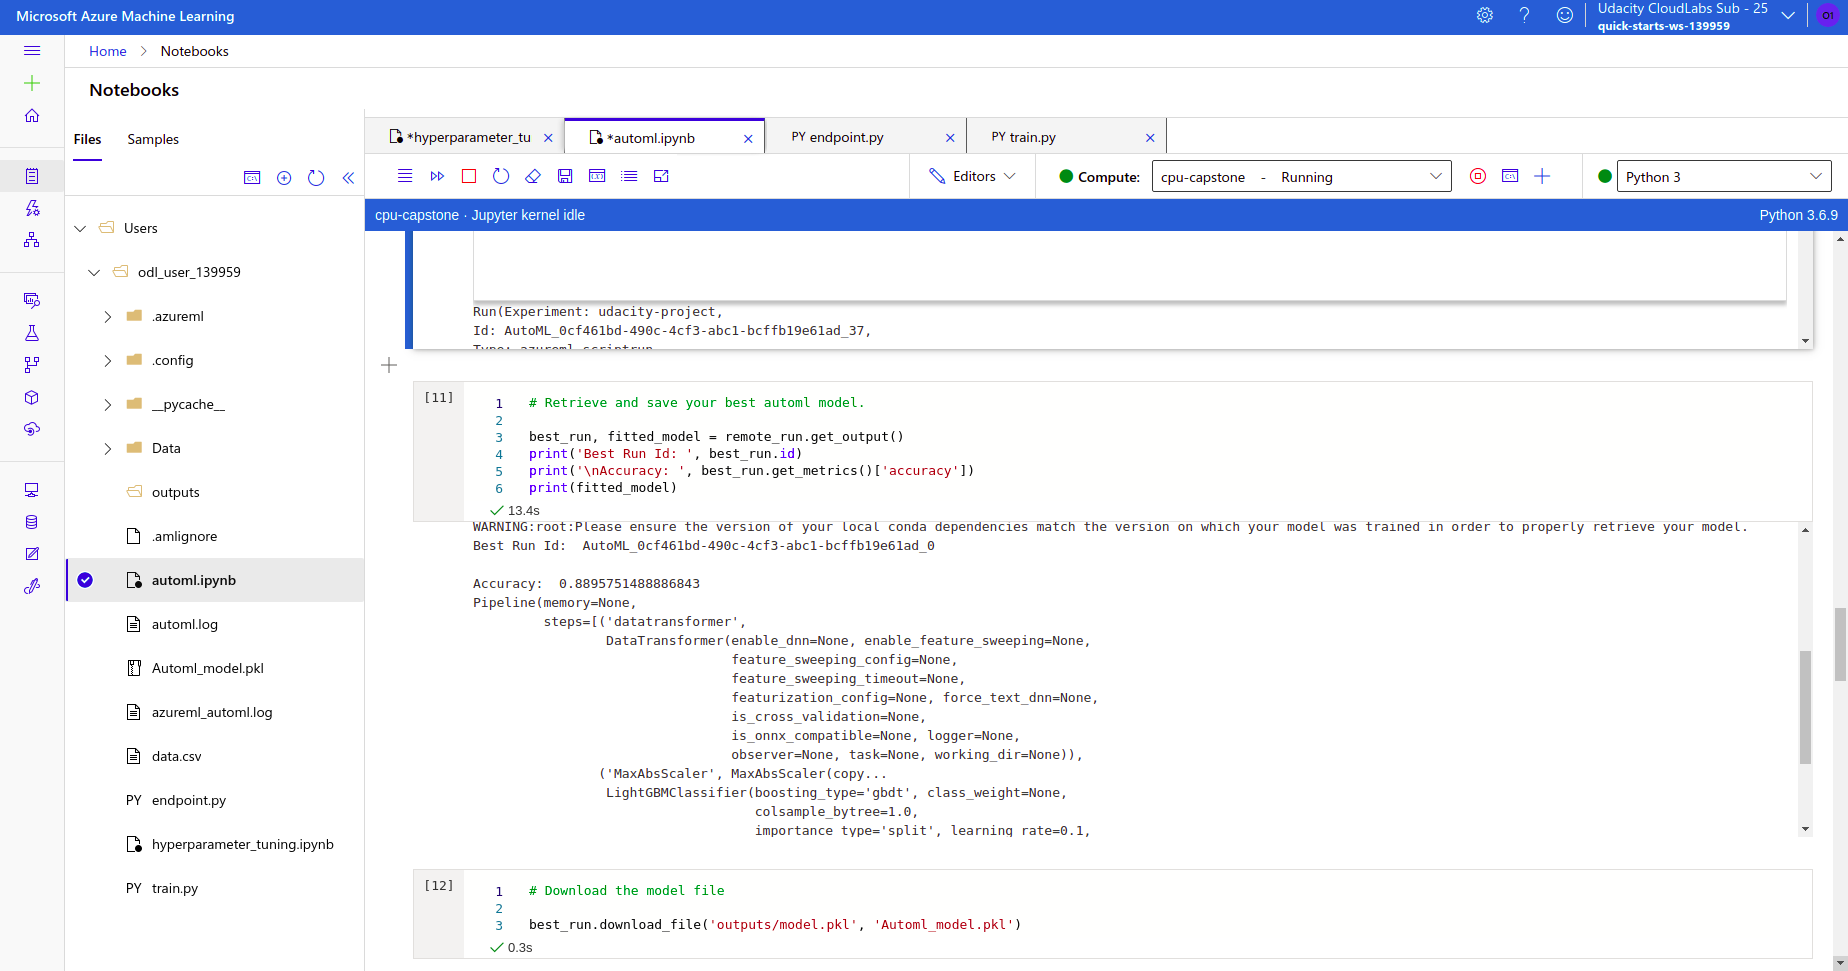 Microsoft Azure Machine Learning
Udacity CloudLabs Sub - 25
quick-starts-ws-139959
O1
Home > Notebooks
Notebooks
Files
Samples
*hyperparameter_tu
*automl.ipynb
PY endpoint.py
PY train.py
Editors
Compute:
cpu-capstone - Running
Python 3
cpu-capstone · Jupyter kernel idle
Python 3.6.9
Users
odl_user_139959
.azureml
.config
__pycache__
Data
outputs
.amlignore
automl.ipynb
automl.log
Automl_model.pkl
azureml_automl.log
data.csv
PY endpoint.py
hyperparameter_tuning.ipynb
PY train.py
Run(Experiment: udacity-project,
Id: AutoML_0cf461bd-490c-4cf3-abc1-bcffb19e61ad_37,
Type: azureml.scriptrun,
[11]
1 # Retrieve and save your best automl model.
2
3 best_run, fitted_model = remote_run.get_output()
4 print('Best Run Id: ', best_run.id)
5 print('\nAccuracy: ', best_run.get_metrics()['accuracy'])
6 print(fitted_model)
13.4s
WARNING:root:Please ensure the version of your local conda dependencies match the version on which your model was trained in order to properly retrieve your model.
Best Run Id:  AutoML_0cf461bd-490c-4cf3-abc1-bcffb19e61ad_0
Accuracy:  0.8895751488886843
Pipeline(memory=None,
steps=[('datatransformer',
DataTransformer(enable_dnn=None, enable_feature_sweeping=None,
feature_sweeping_config=None,
feature_sweeping_timeout=None,
featurization_config=None, force_text_dnn=None,
is_cross_validation=None,
is_onnx_compatible=None, logger=None,
observer=None, task=None, working_dir=None)),
('MaxAbsScaler', MaxAbsScaler(copy...
LightGBMClassifier(boosting_type='gbdt', class_weight=None,
colsample_bytree=1.0,
importance_type='split', learning_rate=0.1,
[12]
1 # Download the model file
2
3 best_run.download_file('outputs/model.pkl', 'Automl_model.pkl')
0.3s